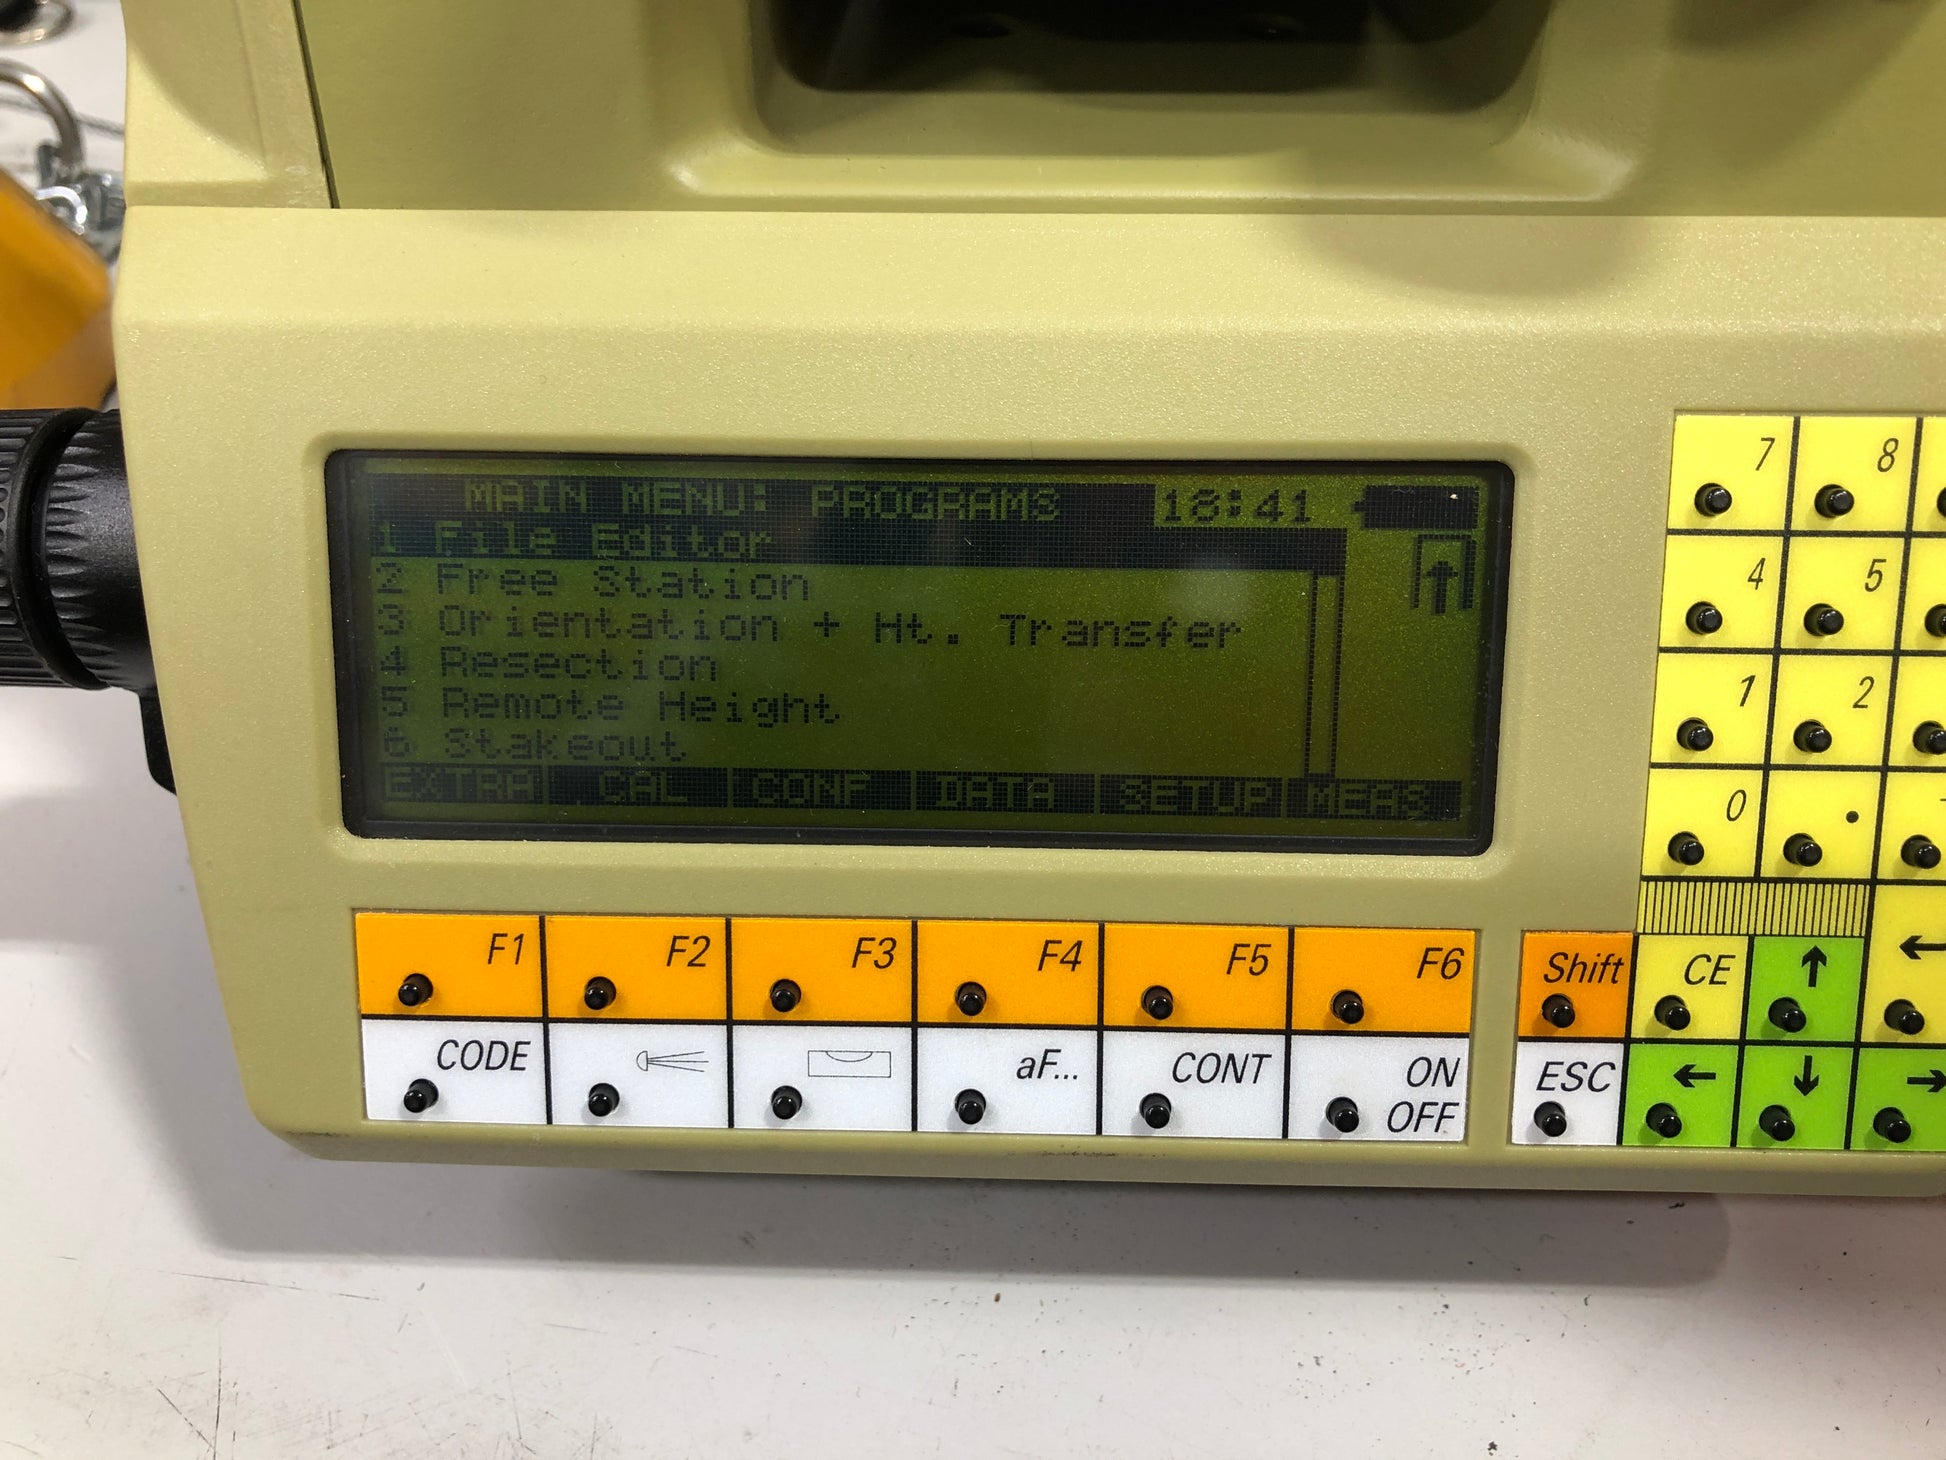 MAIN MENU: PROGRAMS 18:41
1 File Editor
2 Free Station
3 Orientation + Ht. Transfer
4 Resection
5 Remote Height
6 Stakeout
EXTRA CAL CONF DATA SETUP MEAS
7 8
4 5
1 2
0 .
F1 F2 F3 F4 F5 F6 Shift CE ↑ ←
CODE aF... CONT ON OFF ESC ← ↓ →